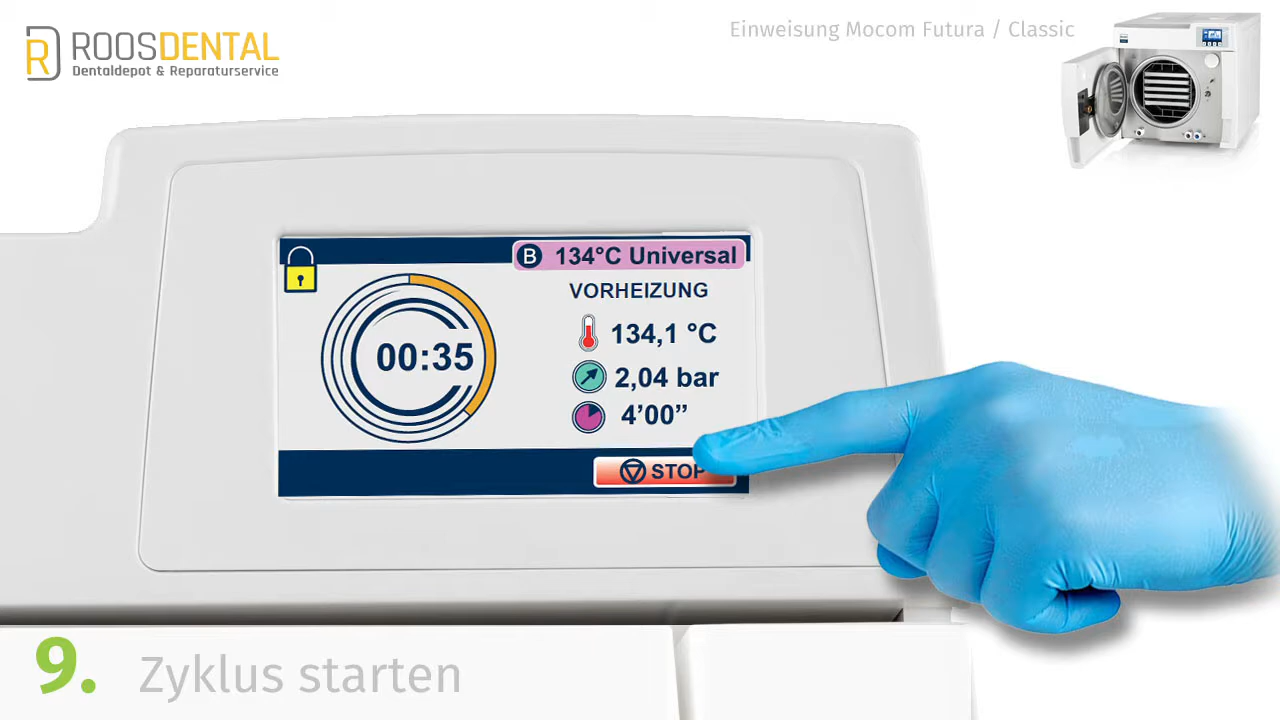 ROOSDENTAL
Dentaldepot & Reparaturservice
Einweisung Mocom Futura / Classic
B 134°C Universal
VORHEIZUNG
00:35
134,1 °C
2,04 bar
4’00”
STOP
9. Zyklus starten